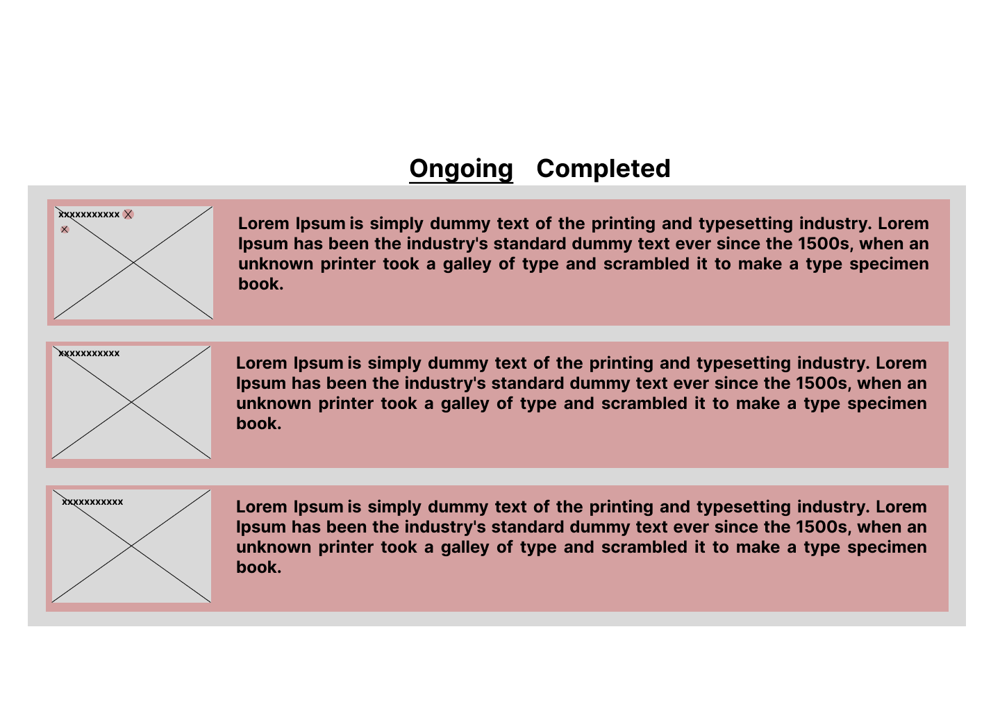 Ongoing Completed
xxxxxxxxxxx
Lorem Ipsum is simply dummy text of the printing and typesetting industry. Lorem
Ipsum has been the industry's standard dummy text ever since the 1500s, when an
unknown printer took a galley of type and scrambled it to make a type specimen
book.
xxxxxxxxxxx
Lorem Ipsum is simply dummy text of the printing and typesetting industry. Lorem
Ipsum has been the industry's standard dummy text ever since the 1500s, when an
unknown printer took a galley of type and scrambled it to make a type specimen
book.
xxxxxxxxxxx
Lorem Ipsum is simply dummy text of the printing and typesetting industry. Lorem
Ipsum has been the industry's standard dummy text ever since the 1500s, when an
unknown printer took a galley of type and scrambled it to make a type specimen
book.